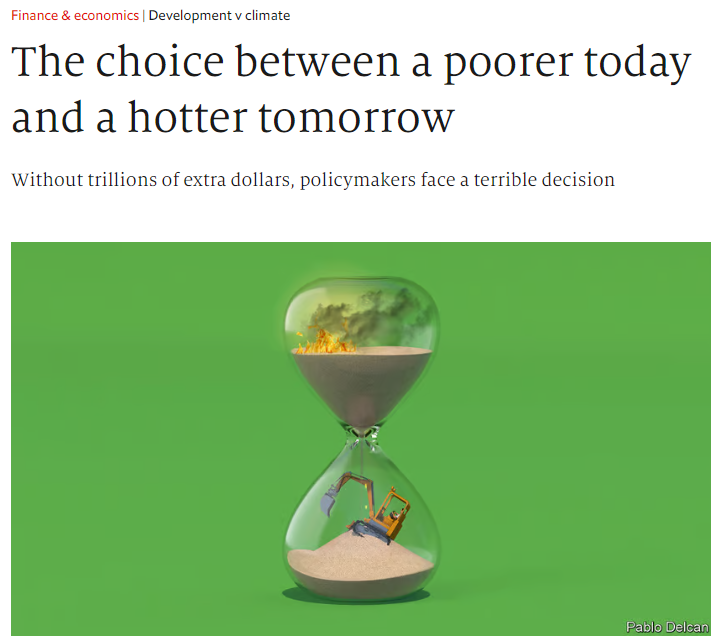 Finance & economics | Development v climate
The choice between a poorer today
and a hotter tomorrow
Without trillions of extra dollars, policymakers face a terrible decision
Pablo Delcan